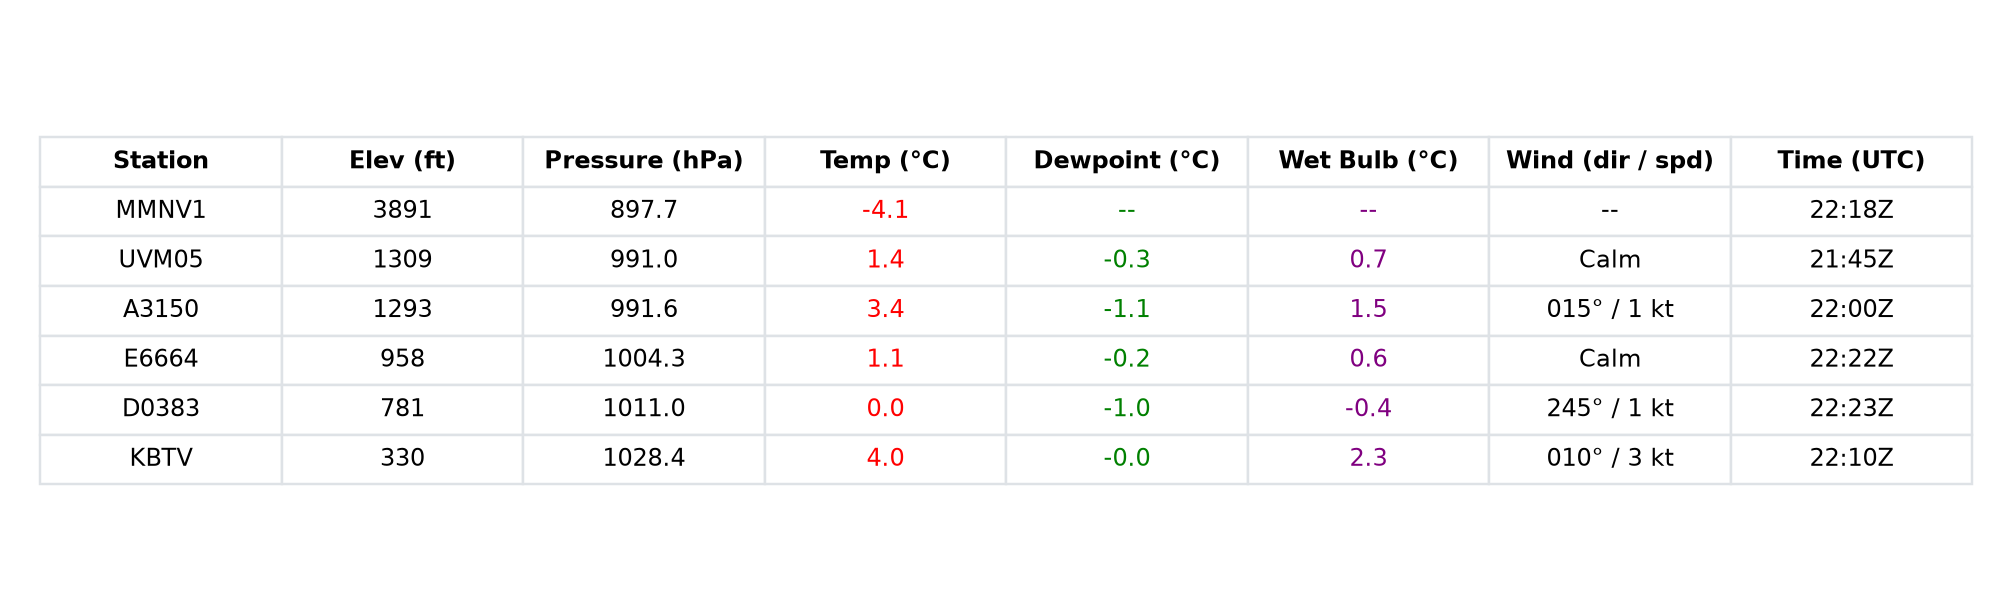 Station Elev (ft) Pressure (hPa) Temp (°C) Dewpoint (°C) Wet Bulb (°C) Wind (dir / spd) Time (UTC)
MMNV1 3891 897.7 -4.1 -- -- -- 22:18Z
UVM05 1309 991.0 1.4 -0.3 0.7 Calm 21:45Z
A3150 1293 991.6 3.4 -1.1 1.5 015° / 1 kt 22:00Z
E6664 958 1004.3 1.1 -0.2 0.6 Calm 22:22Z
D0383 781 1011.0 0.0 -1.0 -0.4 245° / 1 kt 22:23Z
KBTV 330 1028.4 4.0 -0.0 2.3 010° / 3 kt 22:10Z